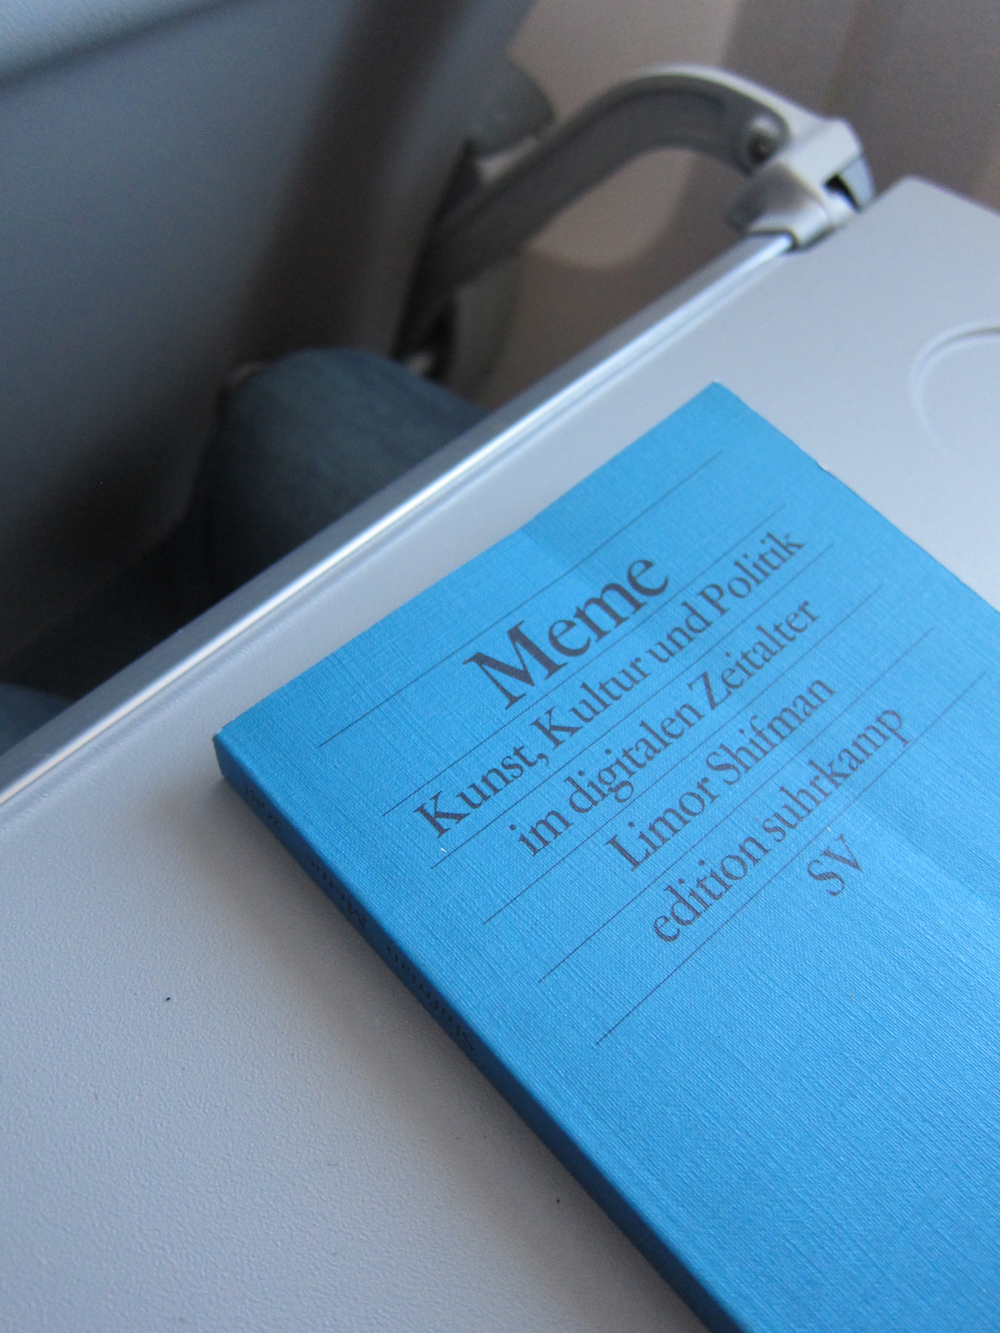 Meme
Kunst, Kultur und Politik
im digitalen Zeitalter
Limor Shifman
edition suhrkamp
SV